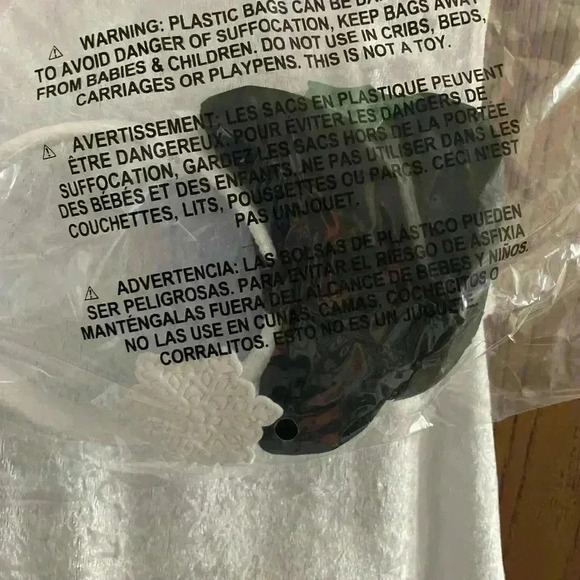 ⚠ WARNING: PLASTIC BAGS CAN BE
TO AVOID DANGER OF SUFFOCATION, KEEP BAGS AWAY
FROM BABIES & CHILDREN. DO NOT USE IN CRIBS, BEDS,
CARRIAGES OR PLAYPENS. THIS IS NOT A TOY.
⚠ AVERTISSEMENT: LES SACS EN PLASTIQUE PEUVENT
ÊTRE DANGEREUX. POUR ÉVITER LES DANGERS DE
SUFFOCATION, GARDEZ LES SACS HORS DE LA PORTÉE
DES BÉBÉS ET DES ENFANTS. NE PAS UTILISER DANS LES
COUCHETTES, LITS, POUSSETTES OU PARCS. CECI N'EST
PAS UN JOUET.
⚠ ADVERTENCIA: LAS BOLSAS DE PLASTICO PUEDEN
SER PELIGROSAS. PARA EVITAR EL RIESGO DE ASFIXIA
MANTÉNGALAS FUERA DEL ALCANCE DE BEBES Y NIÑOS.
NO LAS USE EN CUNAS, CAMAS, COCHECITOS O
CORRALITOS. ESTO NO ES UN